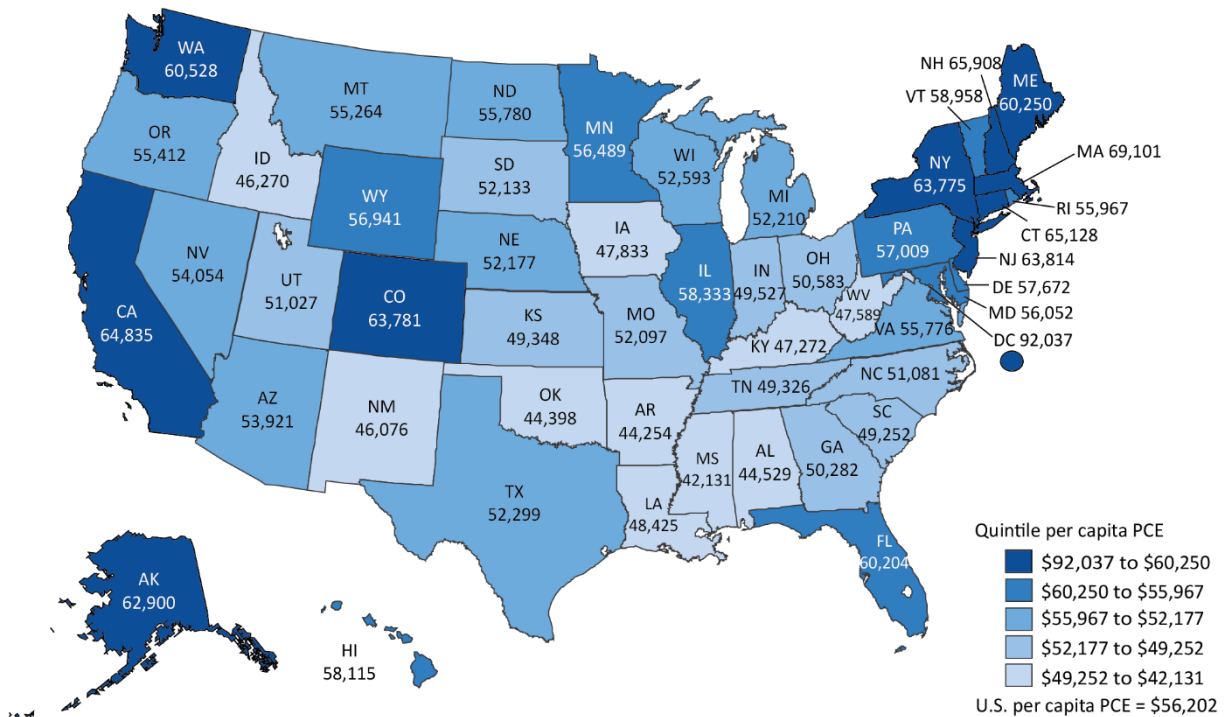 WA
60,528
MT
55,264
ND
55,780
MN
56,489
NH 65,908
VT 58,958
ME
60,250
OR
55,412
ID
46,270
SD
52,133
WI
52,593
MI
52,210
NY
63,775
MA 69,101
WY
56,941
IA
47,833
PA
57,009
RI 55,967
CT 65,128
NJ 63,814
NV
54,054
UT
51,027
NE
52,177
IL
58,333
IN
49,527
OH
50,583
DE 57,672
MD 56,052
DC 92,037
CA
64,835
CO
63,781
KS
49,348
MO
52,097
WV
47,589
VA 55,776
KY 47,272
AZ
53,921
NM
46,076
OK
44,398
AR
44,254
TN 49,326
NC 51,081
SC
49,252
TX
52,299
LA
48,425
MS
42,131
AL
44,529
GA
50,282
FL
60,204
AK
62,900
HI
58,115
Quintile per capita PCE
$92,037 to $60,250
$60,250 to $55,967
$55,967 to $52,177
$52,177 to $49,252
$49,252 to $42,131
U.S. per capita PCE = $56,202